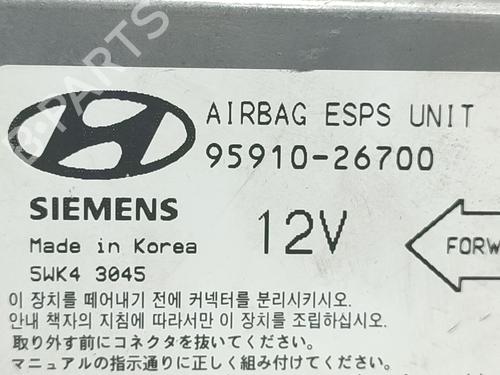 AIRBAG ESPS UNIT
95910-26700
SIEMENS
12V
FORW
Made in Korea
5WK4 3045
이 장치를 떼어내기 전에 커넥터를 분리시키시오.
안내 책자의 지침에 따라서만 이 장치를 조립하십시오.
取り外す前にコネクタを抜いてください。
マニュアルの指示通りに正しく組み付けてください。
B-PARTS